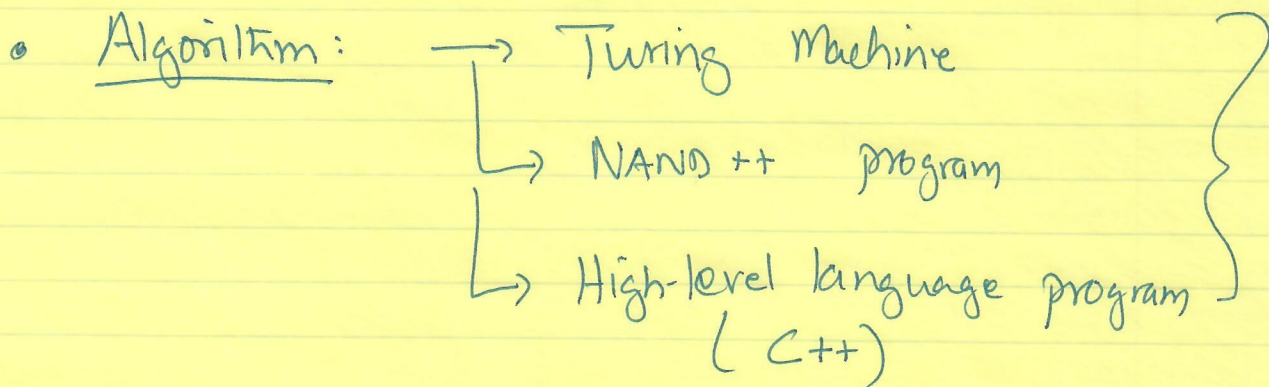 • Algorithm: → Turing Machine
→ NAND++ program
→ High-level language program
(C++)